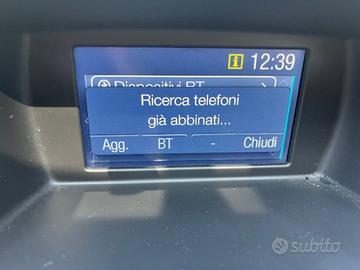 i 12:39
Dispositivi BT
Ricerca telefoni
già abbinati...
Agg. BT - Chiudi
subito